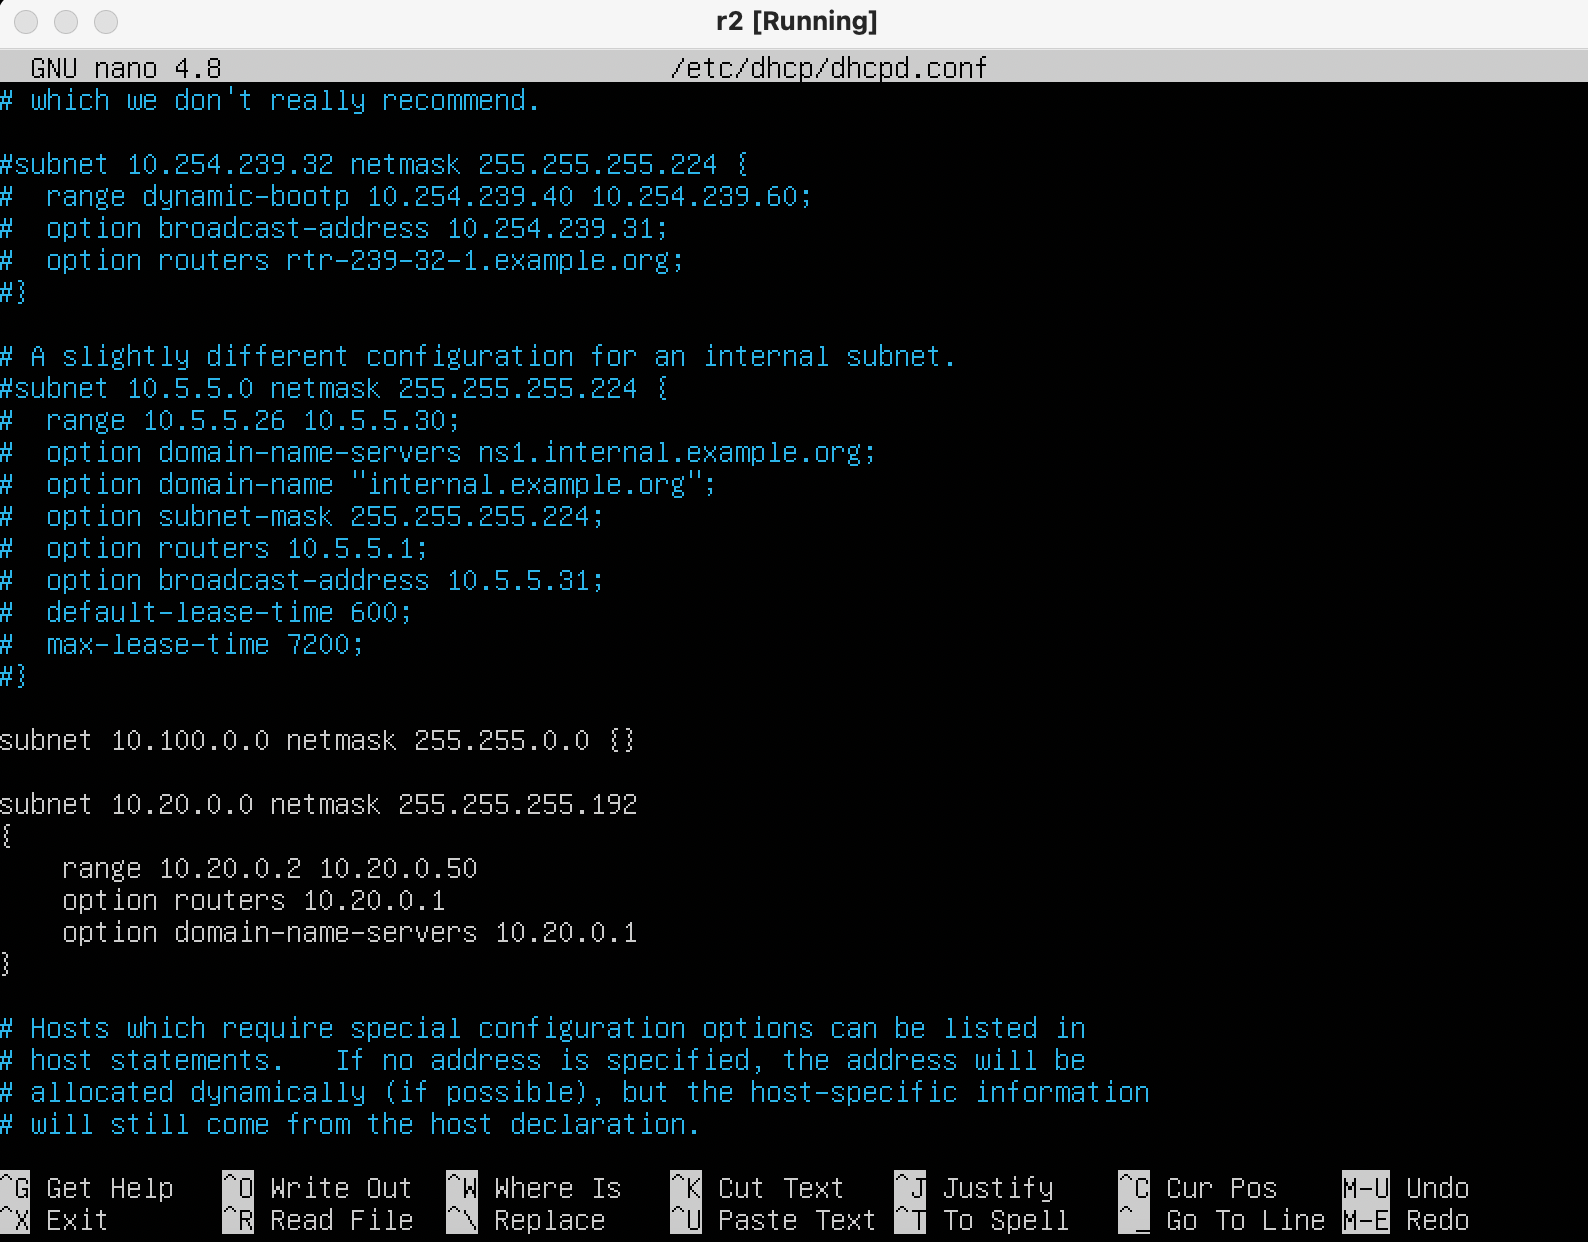 r2 [Running]
GNU nano 4.8 /etc/dhcp/dhcpd.conf
# which we don't really recommend.
#subnet 10.254.239.32 netmask 255.255.255.224 {
#  range dynamic-bootp 10.254.239.40 10.254.239.60;
#  option broadcast-address 10.254.239.31;
#  option routers rtr-239-32-1.example.org;
#}
# A slightly different configuration for an internal subnet.
#subnet 10.5.5.0 netmask 255.255.255.224 {
#  range 10.5.5.26 10.5.5.30;
#  option domain-name-servers ns1.internal.example.org;
#  option domain-name "internal.example.org";
#  option subnet-mask 255.255.255.224;
#  option routers 10.5.5.1;
#  option broadcast-address 10.5.5.31;
#  default-lease-time 600;
#  max-lease-time 7200;
#}
subnet 10.100.0.0 netmask 255.255.0.0 {}
subnet 10.20.0.0 netmask 255.255.255.192
{
    range 10.20.0.2 10.20.0.50
    option routers 10.20.0.1
    option domain-name-servers 10.20.0.1
}
# Hosts which require special configuration options can be listed in
# host statements.   If no address is specified, the address will be
# allocated dynamically (if possible), but the host-specific information
# will still come from the host declaration.
^G Get Help ^O Write Out ^W Where Is ^K Cut Text ^J Justify ^C Cur Pos M-U Undo
^X Exit ^R Read File ^\ Replace ^U Paste Text ^T To Spell ^_ Go To Line M-E Redo